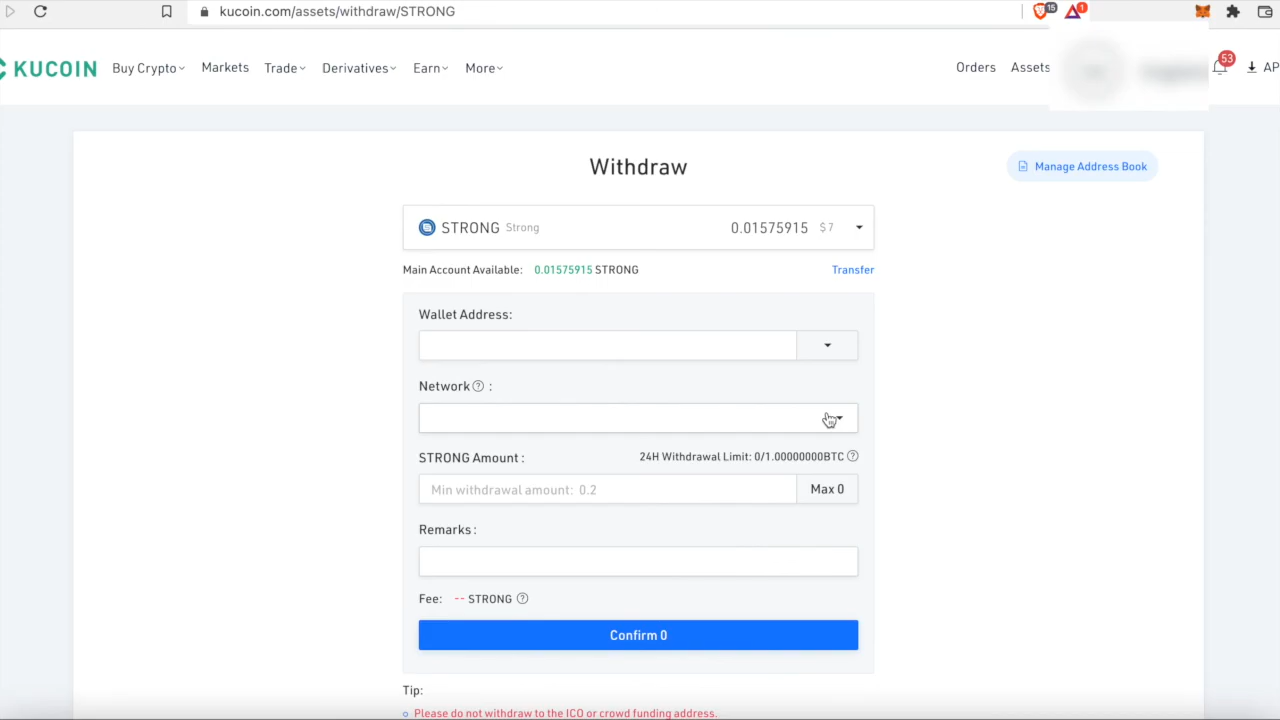 kucoin.com/assets/withdraw/STRONG
15
1
KUCOIN
Buy Crypto
Markets
Trade
Derivatives
Earn
More
Orders
Assets
53
AP
Withdraw
Manage Address Book
STRONG Strong 0.01575915 $7
Main Account Available: 0.01575915 STRONG Transfer
Wallet Address:
Network ? :
STRONG Amount : 24H Withdrawal Limit: 0/1.00000000BTC ?
Min withdrawal amount: 0.2 Max 0
Remarks :
Fee: -- STRONG ?
Confirm 0
Tip:
Please do not withdraw to the ICO or crowd funding address.